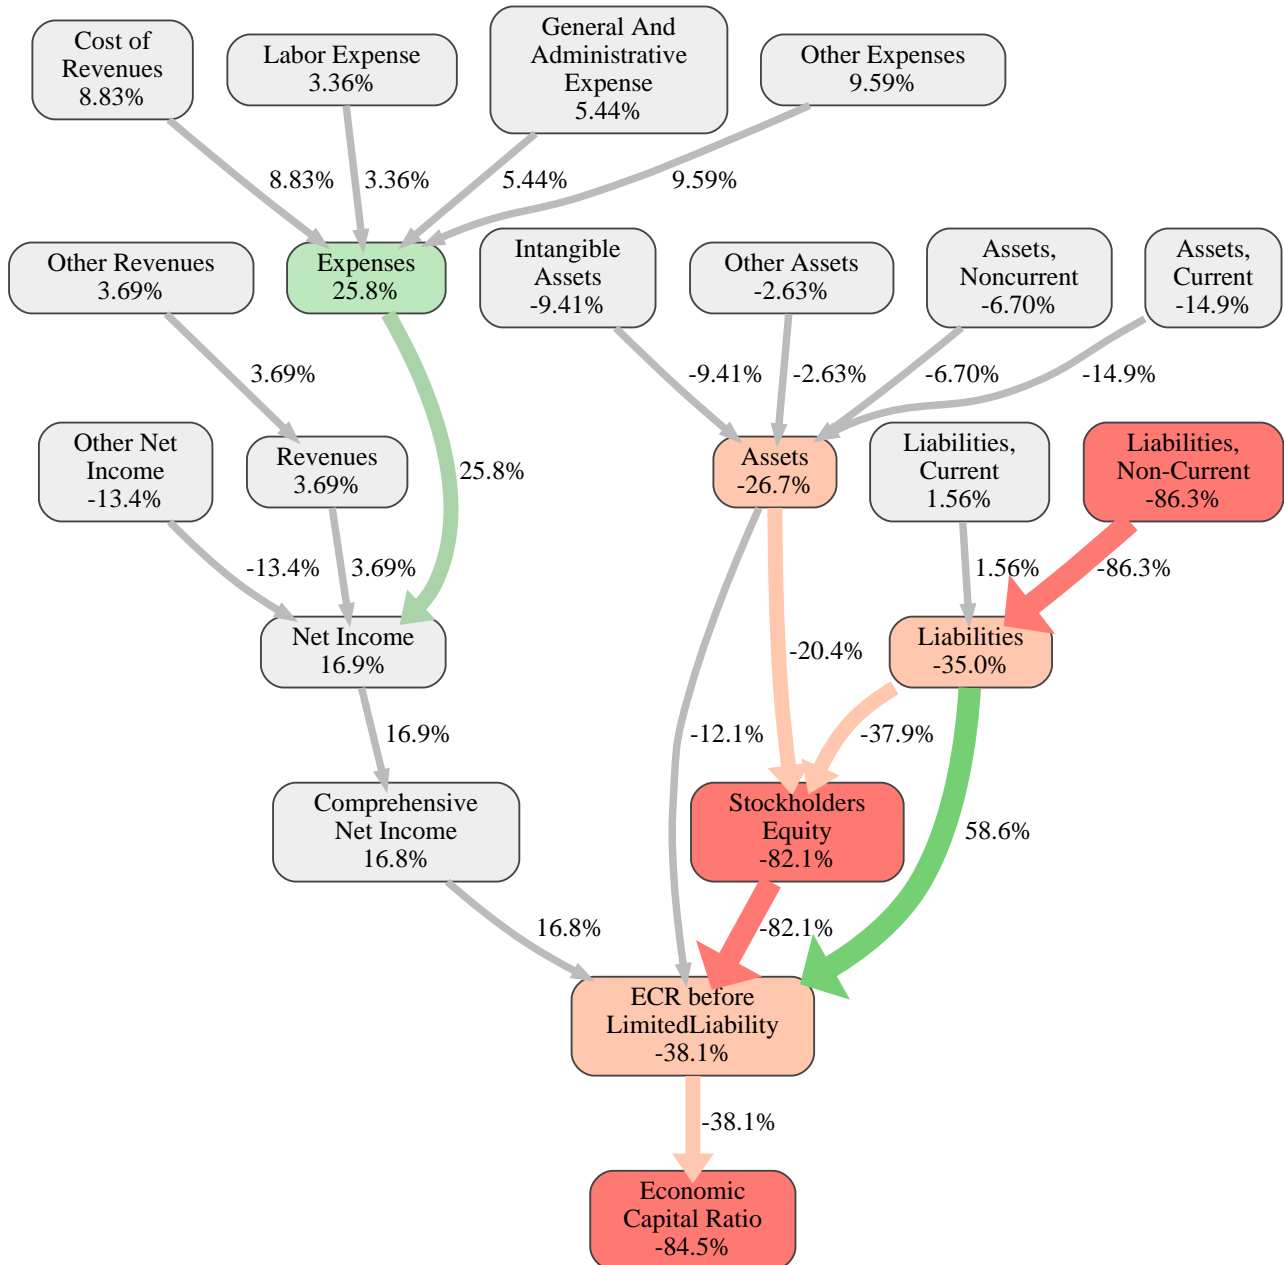 Cost of
Revenues
8.83%
Labor Expense
3.36%
General And
Administrative
Expense
5.44%
Other Expenses
9.59%
8.83%
3.36%
5.44%
9.59%
Other Revenues
3.69%
Expenses
25.8%
Intangible
Assets
-9.41%
Other Assets
-2.63%
Assets,
Noncurrent
-6.70%
Assets,
Current
-14.9%
3.69%
-9.41%
-2.63%
-6.70%
-14.9%
Other Net
Income
-13.4%
Revenues
3.69%
25.8%
Assets
-26.7%
Liabilities,
Current
1.56%
Liabilities,
Non-Current
-86.3%
-13.4%
3.69%
1.56%
-86.3%
Net Income
16.9%
-20.4%
Liabilities
-35.0%
16.9%
-12.1%
-37.9%
Comprehensive
Net Income
16.8%
Stockholders
Equity
-82.1%
58.6%
16.8%
-82.1%
ECR before
LimitedLiability
-38.1%
-38.1%
Economic
Capital Ratio
-84.5%